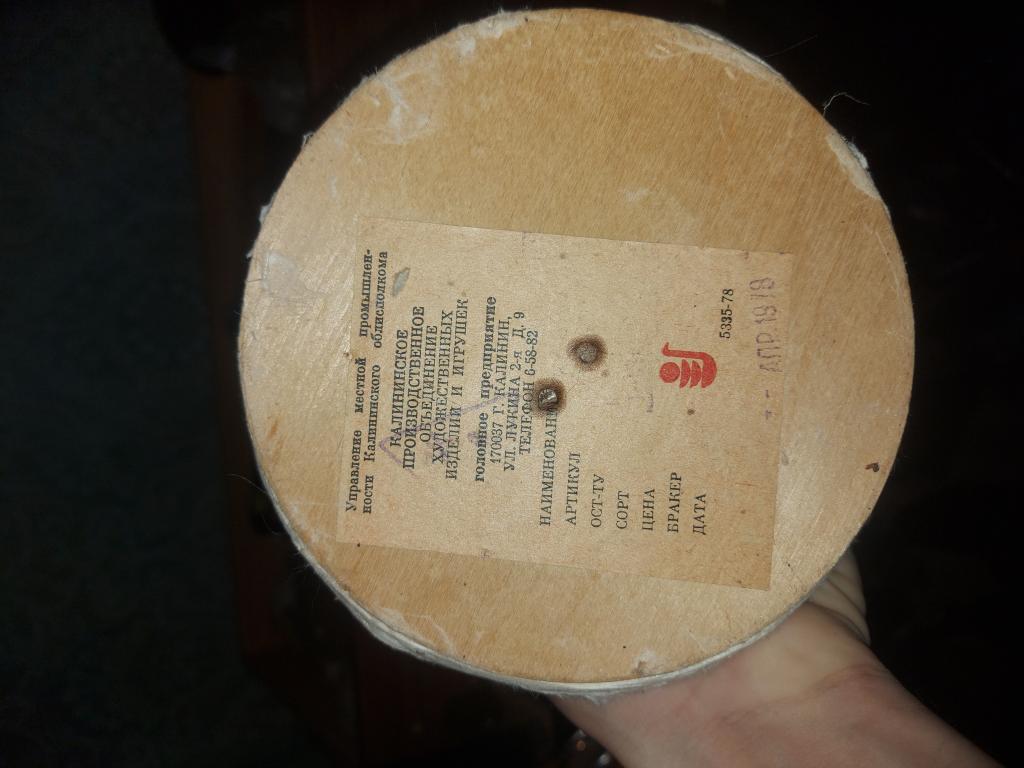 Управление местной промышлен-
ности Калининского облисполкома
КАЛИНИНСКОЕ
ПРОИЗВОДСТВЕННОЕ
ОБЪЕДИНЕНИЕ
ХУДОЖЕСТВЕННЫХ
ИЗДЕЛИЙ И ИГРУШЕК
головное предприятие
170037 Г. КАЛИНИН,
УЛ. ЛУКИНА 2-я Д. 9
ТЕЛЕФОН 6-58-82
НАИМЕНОВАНИ
АРТИКУЛ
ОСТ-ТУ
СОРТ
ЦЕНА
БРАКЕР
ДАТА
5335-78
АПР. 1979